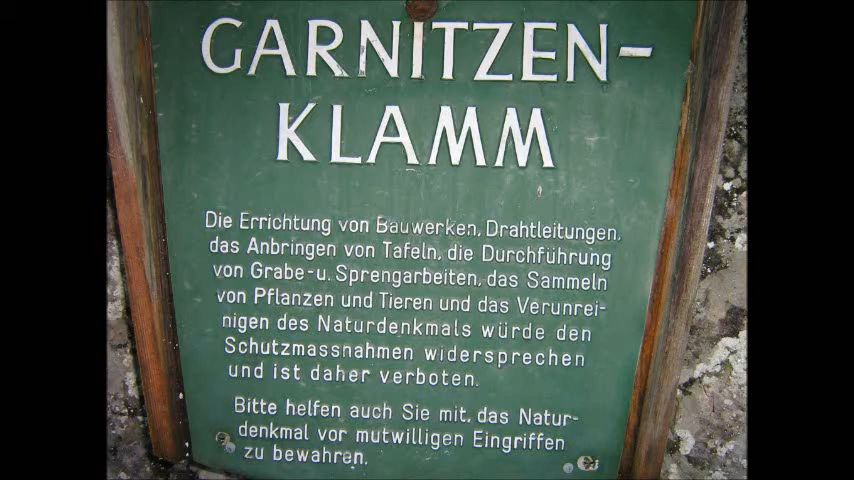 GARNITZEN-
KLAMM
Die Errichtung von Bauwerken, Drahtleitungen,
das Anbringen von Tafeln, die Durchführung
von Grabe-u. Sprengarbeiten, das Sammeln
von Pflanzen und Tieren und das Verunrei-
nigen des Naturdenkmals würde den
Schutzmassnahmen widersprechen
und ist daher verboten.
Bitte helfen auch Sie mit, das Natur-
denkmal vor mutwilligen Eingriffen
zu bewahren.